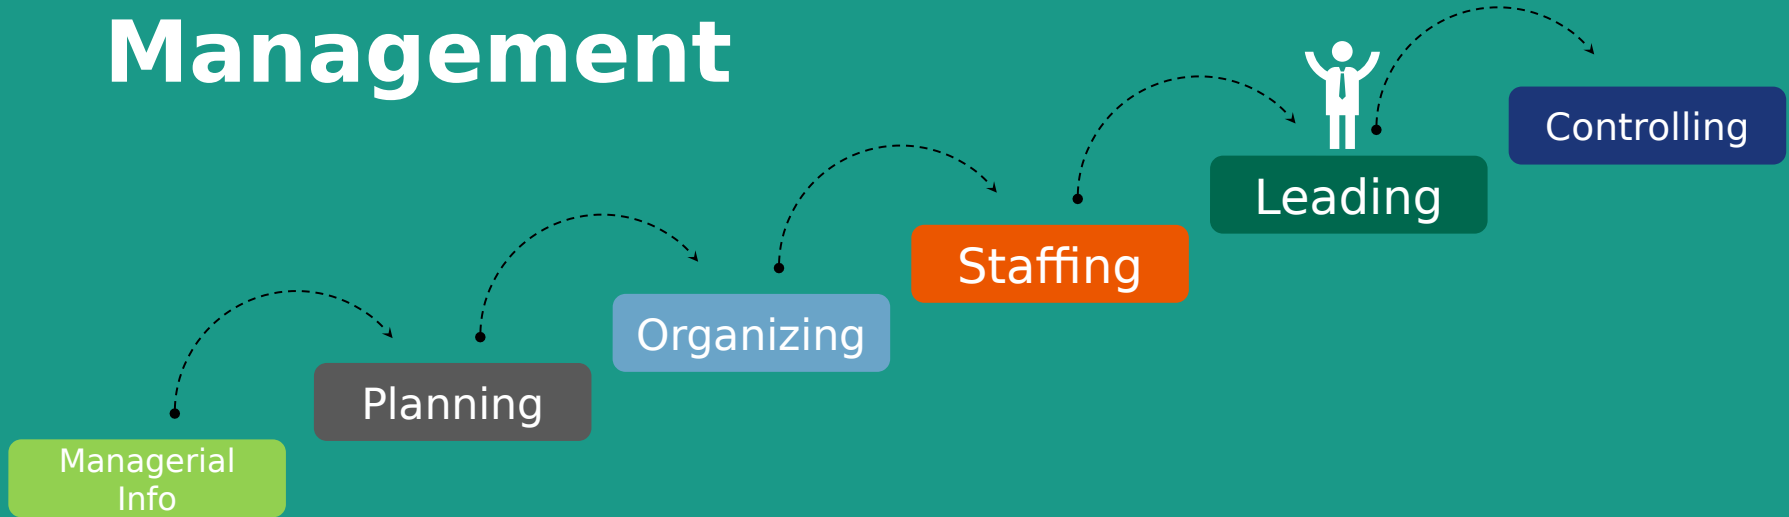 Management
Managerial
Info
Planning
Organizing
Staffing
Leading
Controlling